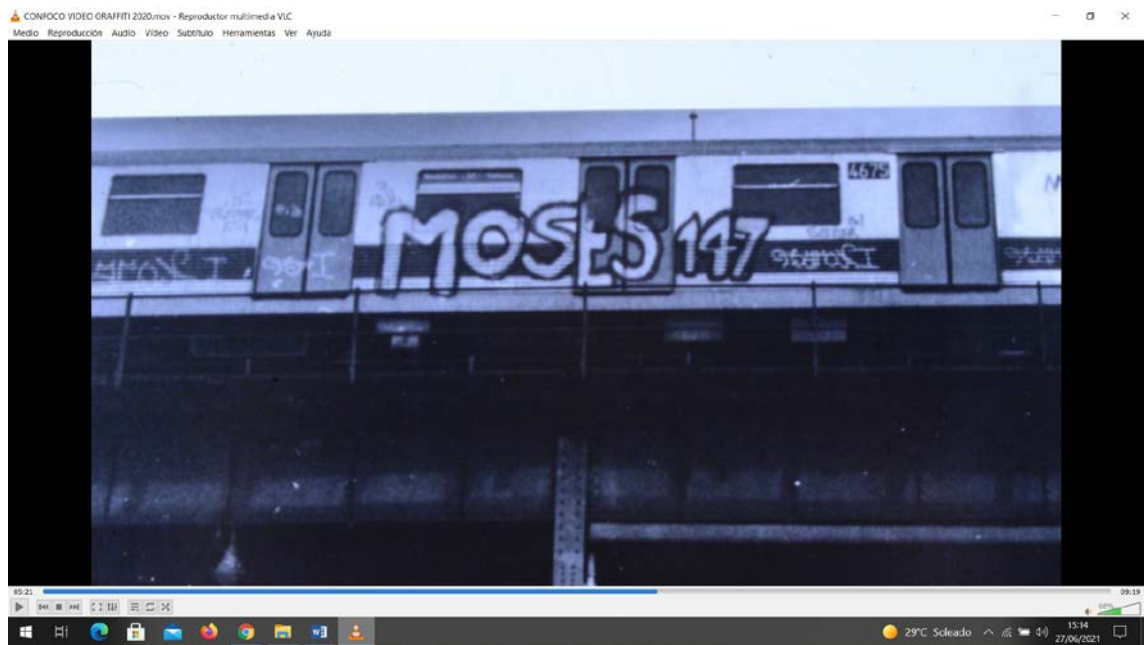 CONFOCO VIDEO GRAFFITI 2020.mov - Reproductor multimedia VLC
Medio Reproducción Audio Vídeo Subtítulo Herramientas Ver Ayuda
4675
MOSES 147
05:21
09:19
68%
29°C Soleado
15:14
27/06/2021